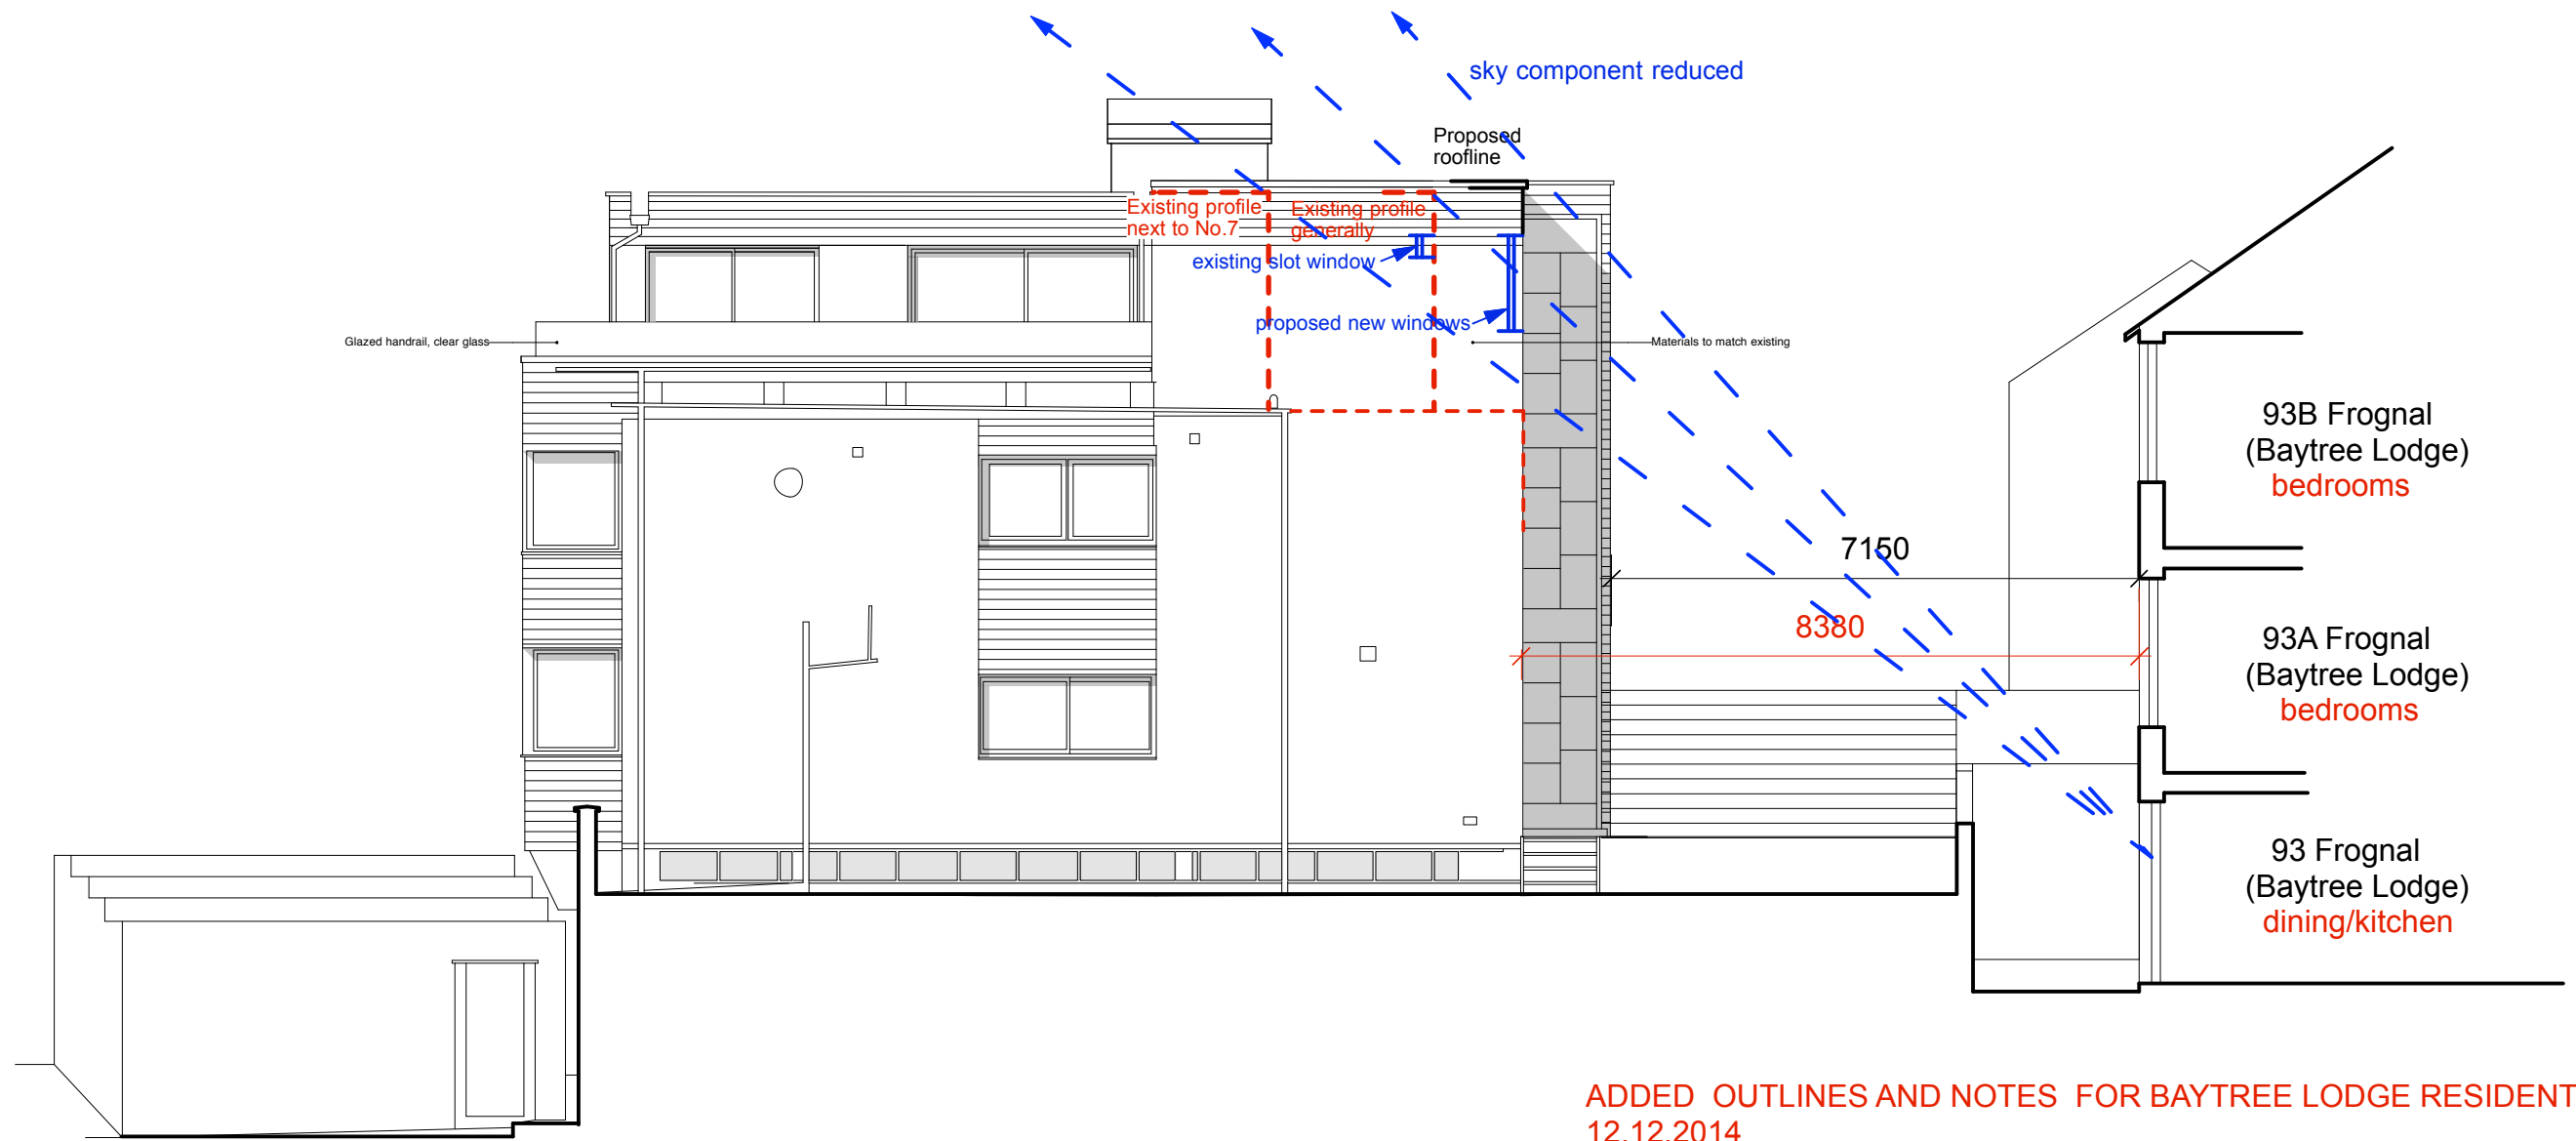 sky component reduced
Proposed
roofline
Existing profile
next to No.7
Existing profile
generally
existing slot window
proposed new windows
Glazed handrail, clear glass
Materials to match existing
93B Frognal
(Baytree Lodge)
bedrooms
7150
8380
93A Frognal
(Baytree Lodge)
bedrooms
93 Frognal
(Baytree Lodge)
dining/kitchen
ADDED OUTLINES AND NOTES FOR BAYTREE LODGE RESIDENT
12.12.2014